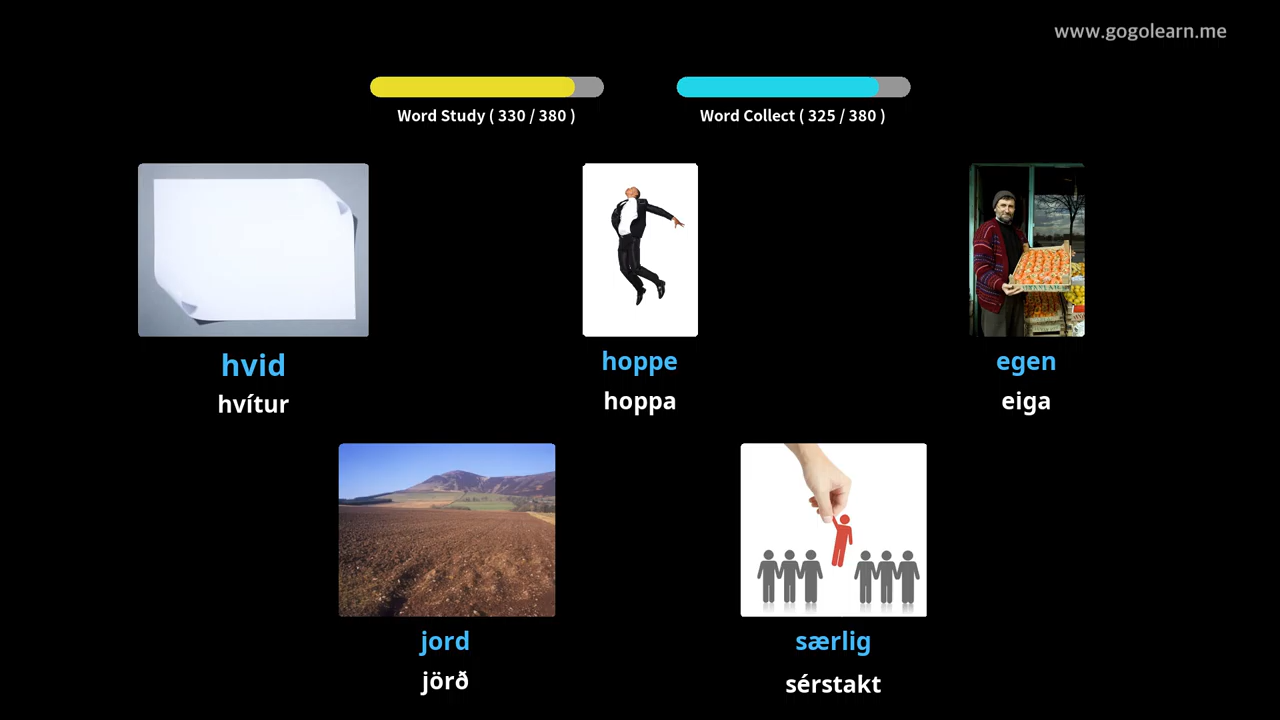 www.gogolearn.me
Word Study ( 330 / 380 )
Word Collect ( 325 / 380 )
hvid
hvítur
hoppe
hoppa
egen
eiga
jord
jörð
særlig
sérstakt